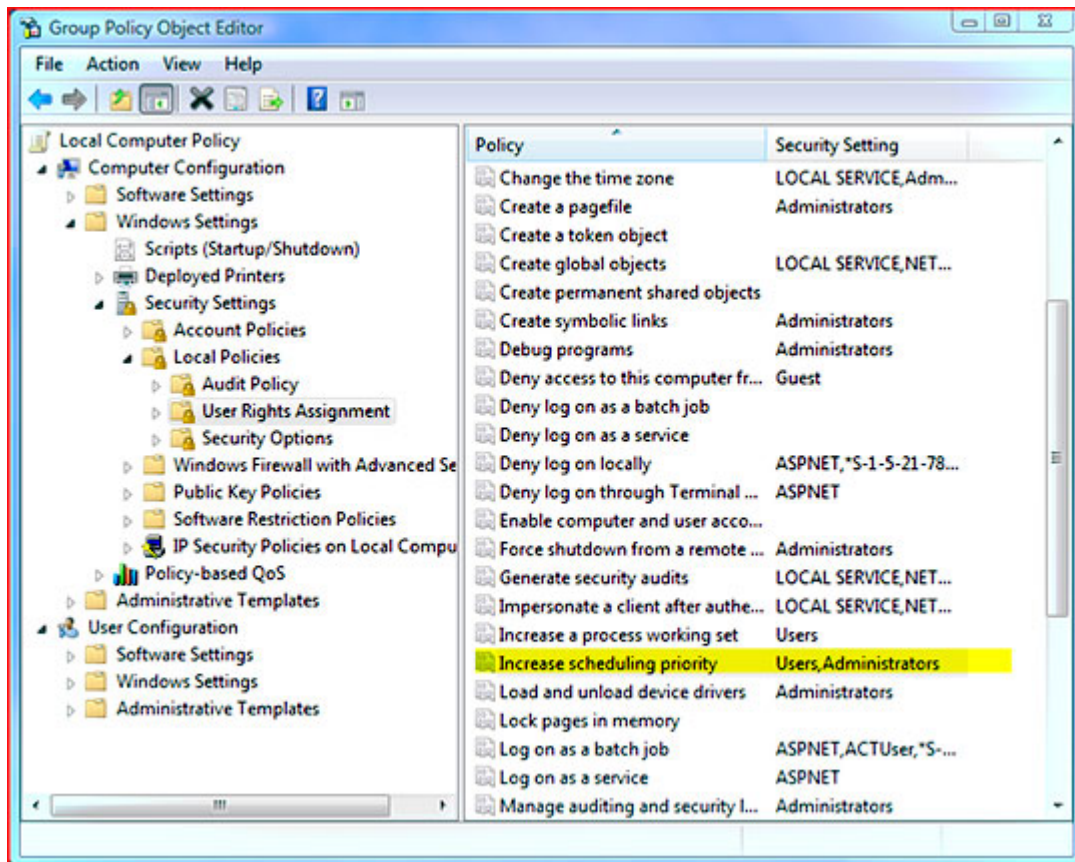 Group Policy Object Editor
File Action View Help
Local Computer Policy
Computer Configuration
Software Settings
Windows Settings
Scripts (Startup/Shutdown)
Deployed Printers
Security Settings
Account Policies
Local Policies
Audit Policy
User Rights Assignment
Security Options
Windows Firewall with Advanced Se
Public Key Policies
Software Restriction Policies
IP Security Policies on Local Compu
Policy-based QoS
Administrative Templates
User Configuration
Software Settings
Windows Settings
Administrative Templates
Policy Security Setting
Change the time zone LOCAL SERVICE,Adm...
Create a pagefile Administrators
Create a token object
Create global objects LOCAL SERVICE,NET...
Create permanent shared objects
Create symbolic links Administrators
Debug programs Administrators
Deny access to this computer fr... Guest
Deny log on as a batch job
Deny log on as a service
Deny log on locally ASPNET,*S-1-5-21-78...
Deny log on through Terminal ... ASPNET
Enable computer and user acco...
Force shutdown from a remote ... Administrators
Generate security audits LOCAL SERVICE,NET...
Impersonate a client after authe... LOCAL SERVICE,NET...
Increase a process working set Users
Increase scheduling priority Users,Administrators
Load and unload device drivers Administrators
Lock pages in memory
Log on as a batch job ASPNET,ACTUser,*S-...
Log on as a service ASPNET
Manage auditing and security l... Administrators